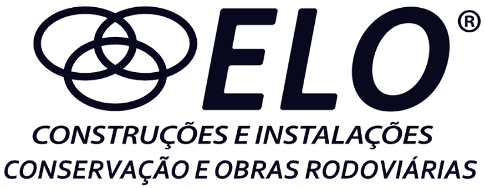 ELO®
CONSTRUÇÕES E INSTALAÇÕES
CONSERVAÇÃO E OBRAS RODOVIÁRIAS